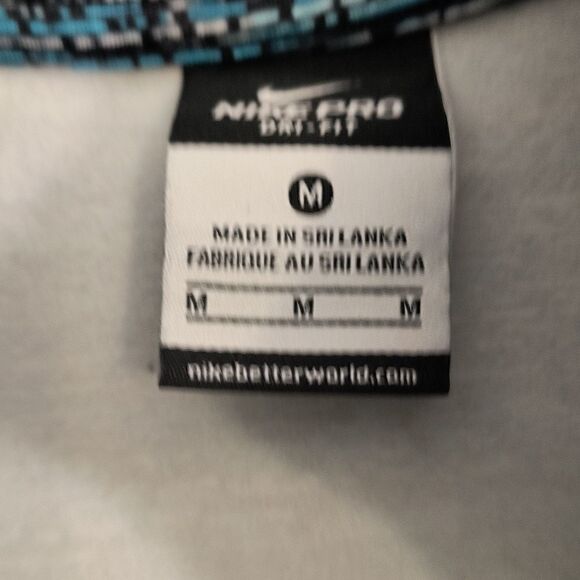 NIKE PRO
DRI-FIT
M
MADE IN SRI LANKA
FABRIQUE AU SRI LANKA
M M M
nikebetterworld.com